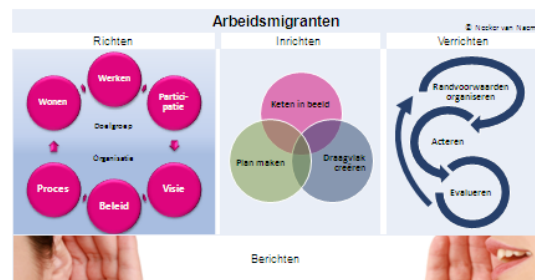 Arbeidsmigranten
Richten
Inrichten
Verrichten
Werken
Wonen
Partici-
patie
Doelgroep
Organisatie
Proces
Visie
Beleid
Keten in beeld
Plan maken
Draagvlak
creëren
Randvoorwaarden
organiseren
Acteren
Evalueren
Berichten